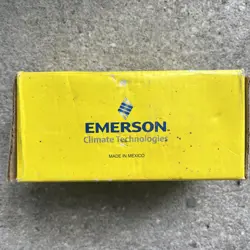 EMERSON.
Climate Technologies
MADE IN MEXICO